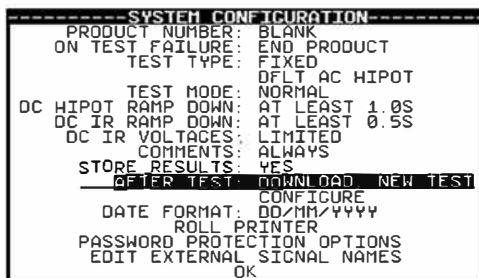 ----------SYSTEM CONFIGURATION----------
PRODUCT NUMBER: BLANK
ON TEST FAILURE: END PRODUCT
TEST TYPE: FIXED
DFLT AC HIPOT
TEST MODE: NORMAL
DC HIPOT RAMP DOWN: AT LEAST 1.0S
DC IR RAMP DOWN: AT LEAST 0.5S
DC IR VOLTAGES: LIMITED
COMMENTS: ALWAYS
STORE RESULTS: YES
AFTER TEST: DOWNLOAD, NEW TEST
CONFIGURE
DATE FORMAT: DD/MM/YYYY
ROLL PRINTER
PASSWORD PROTECTION OPTIONS
EDIT EXTERNAL SIGNAL NAMES
OK